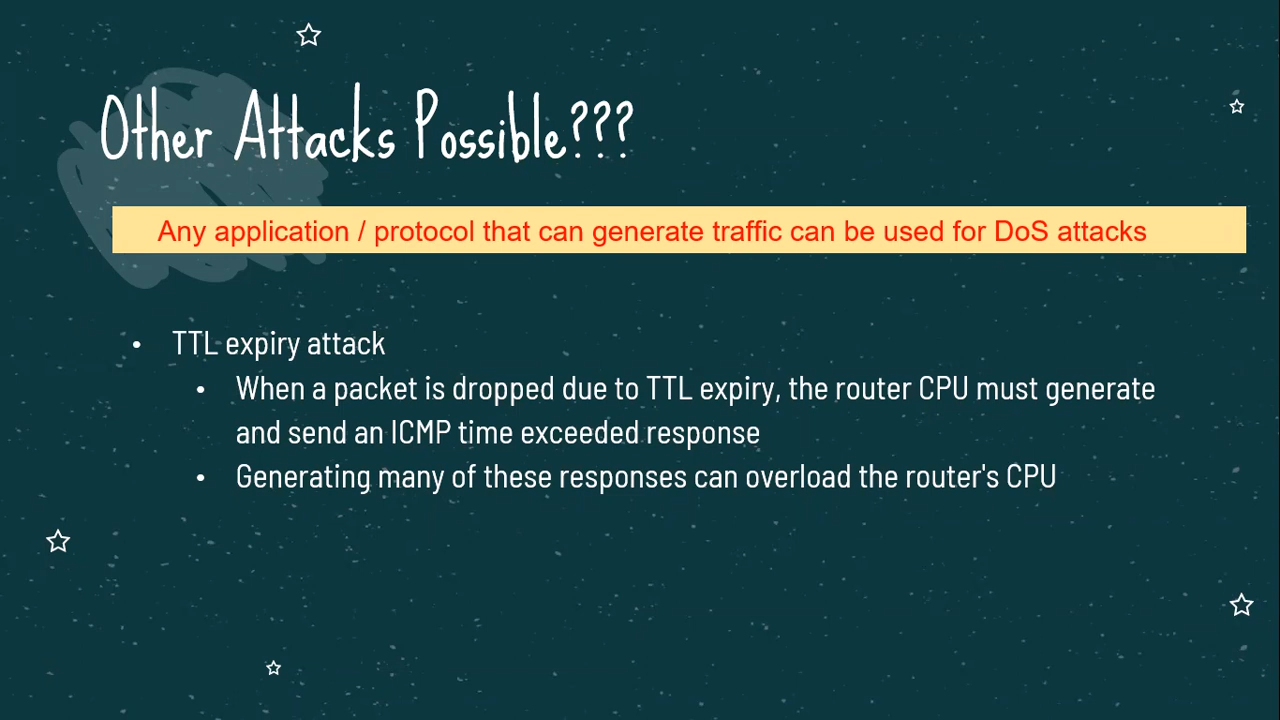 Other Attacks Possible???
Any application / protocol that can generate traffic can be used for DoS attacks
• TTL expiry attack
• When a packet is dropped due to TTL expiry, the router CPU must generate
and send an ICMP time exceeded response
• Generating many of these responses can overload the router's CPU